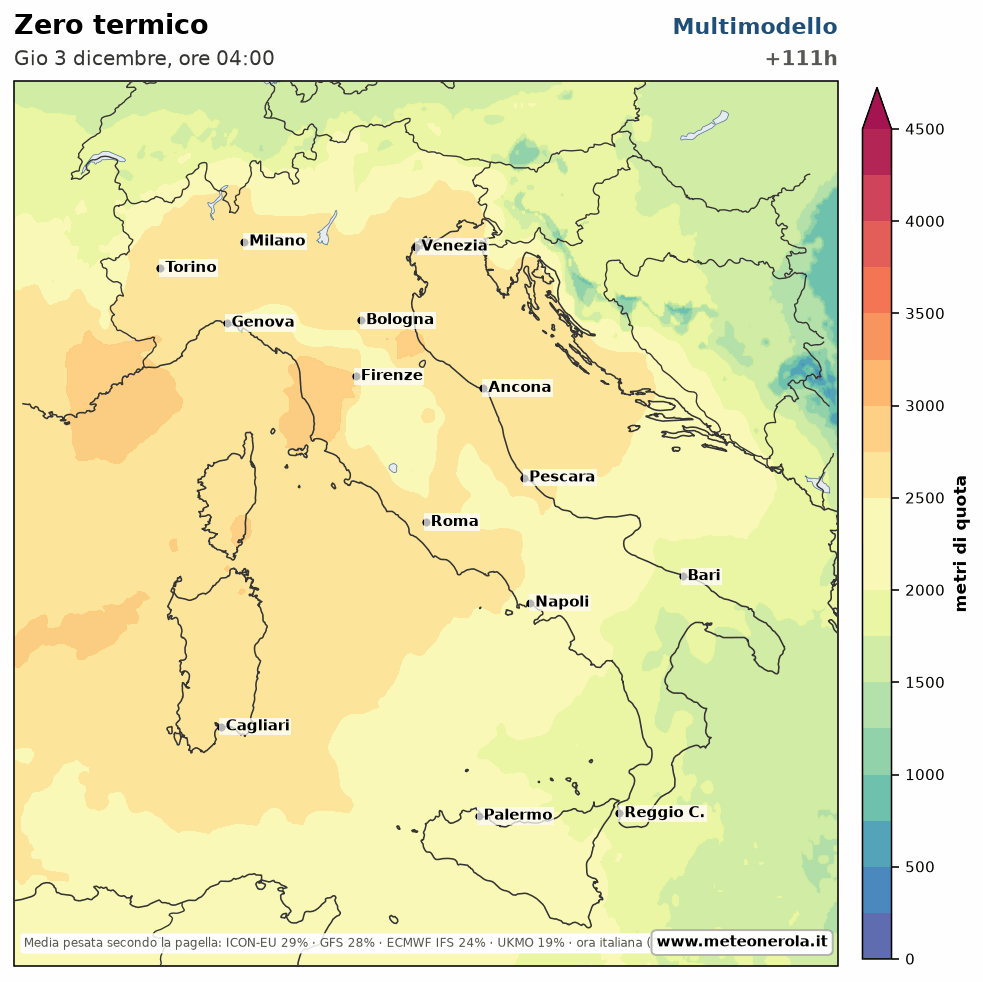 Zero termico
Multimodello
Gio 3 dicembre, ore 04:00
+111h
4500
4000
3500
3000
2500
2000
1500
1000
500
0
metri di quota
Milano
Venezia
Torino
Genova
Bologna
Firenze
Ancona
Pescara
Roma
Bari
Napoli
Cagliari
Palermo
Reggio C.
Media pesata secondo la pagella: ICON-EU 29% · GFS 28% · ECMWF IFS 24% · UKMO 19% · ora italiana (
www.meteonerola.it